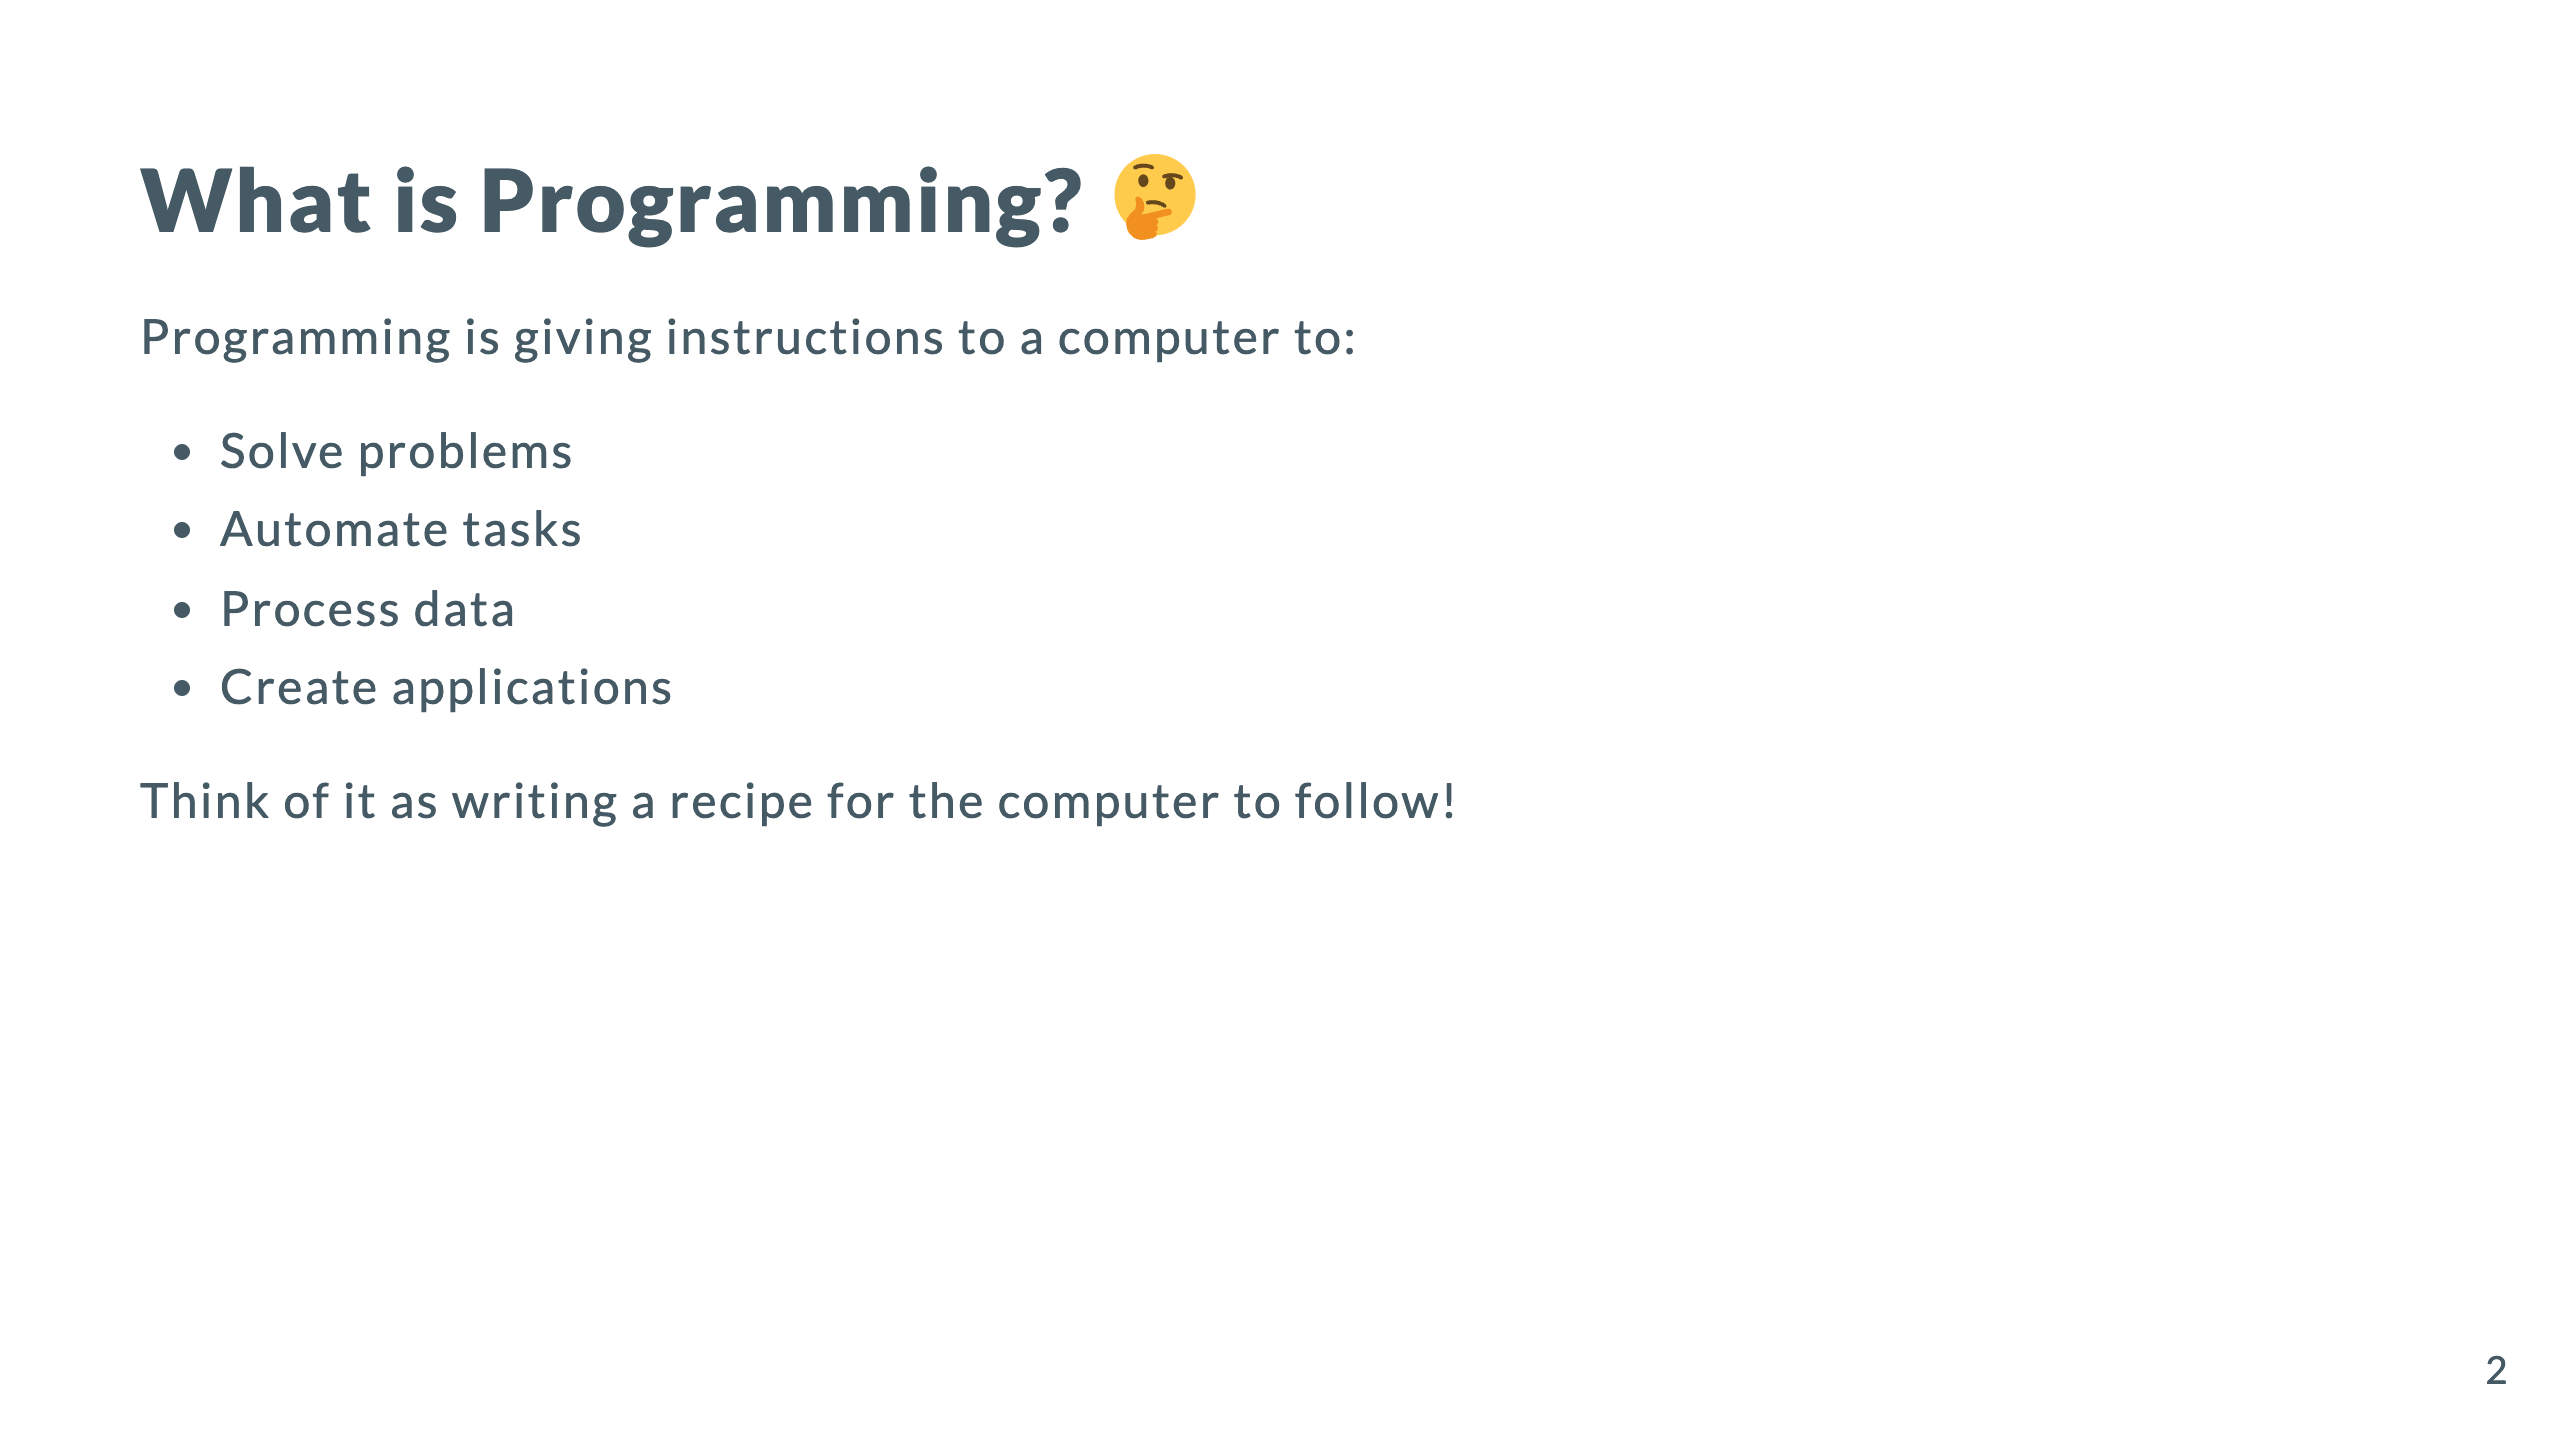 What is Programming? 🤔
Programming is giving instructions to a computer to:
• Solve problems
• Automate tasks
• Process data
• Create applications
Think of it as writing a recipe for the computer to follow!
2